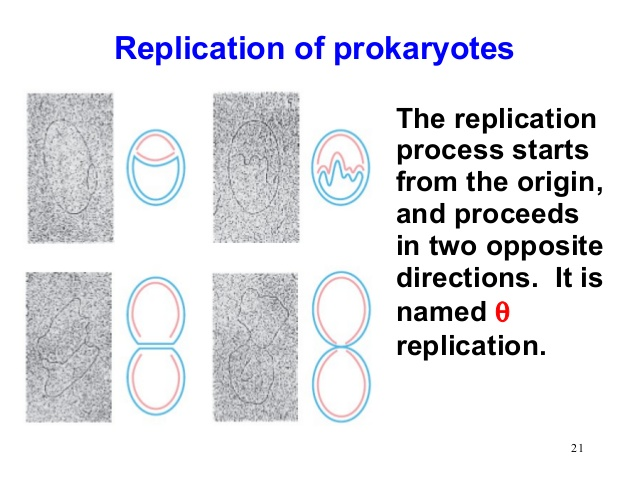 Replication of prokaryotes
The replication
process starts
from the origin,
and proceeds
in two opposite
directions. It is
named θ
replication.
21